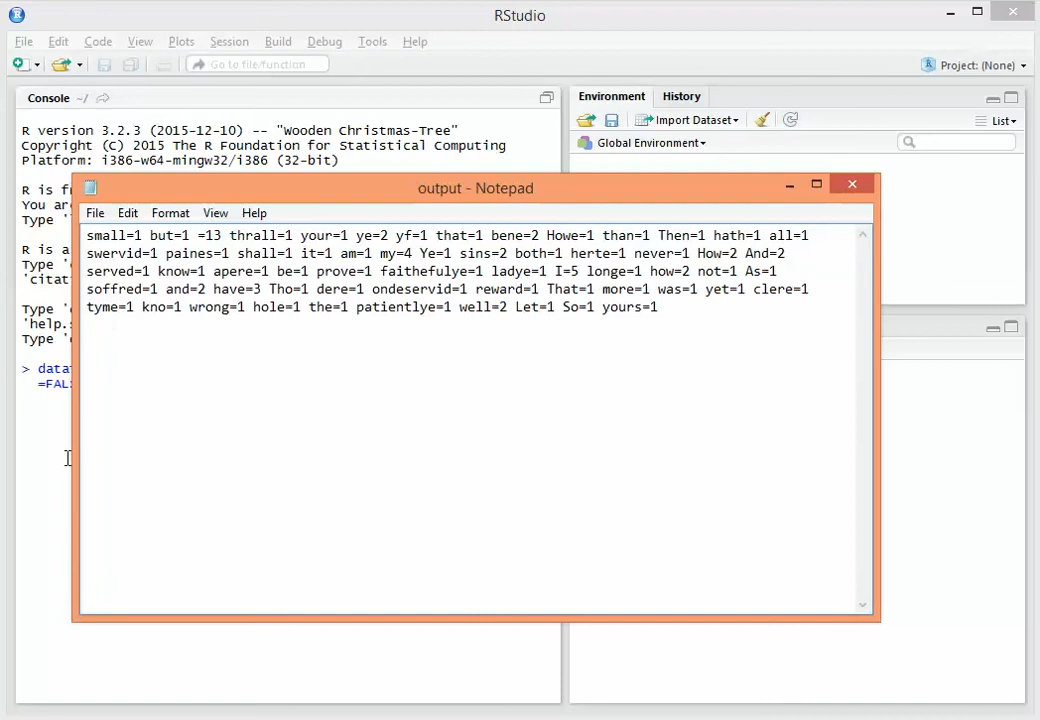 RStudio
File Edit Code View Plots Session Build Debug Tools Help
Go to file/function
Project: (None)
Console ~/
Environment History
Import Dataset
List
Global Environment
R version 3.2.3 (2015-12-10) -- "Wooden Christmas-Tree"
Copyright (C) 2015 The R Foundation for Statistical Computing
Platform: i386-w64-mingw32/i386 (32-bit)
R is
You
Type '
R is a
Type '
'help.
Type '
>
=FAL
output - Notepad
File Edit Format View Help
small=1 but=1 =13 thrall=1 your=1 ye=2 yf=1 that=1 bene=2 Howe=1 than=1 Then=1 hath=1 all=1
swervid=1 paines=1 shall=1 it=1 am=1 my=4 Ye=1 sins=2 both=1 herte=1 never=1 How=2 And=2
served=1 know=1 apere=1 be=1 prove=1 faithefulye=1 ladye=1 I=5 longe=1 how=2 not=1 As=1
soffred=1 and=2 have=3 Tho=1 dere=1 ondeservid=1 reward=1 That=1 more=1 was=1 yet=1 clere=1
tyme=1 kno=1 wrong=1 hole=1 the=1 patientlye=1 well=2 Let=1 So=1 yours=1